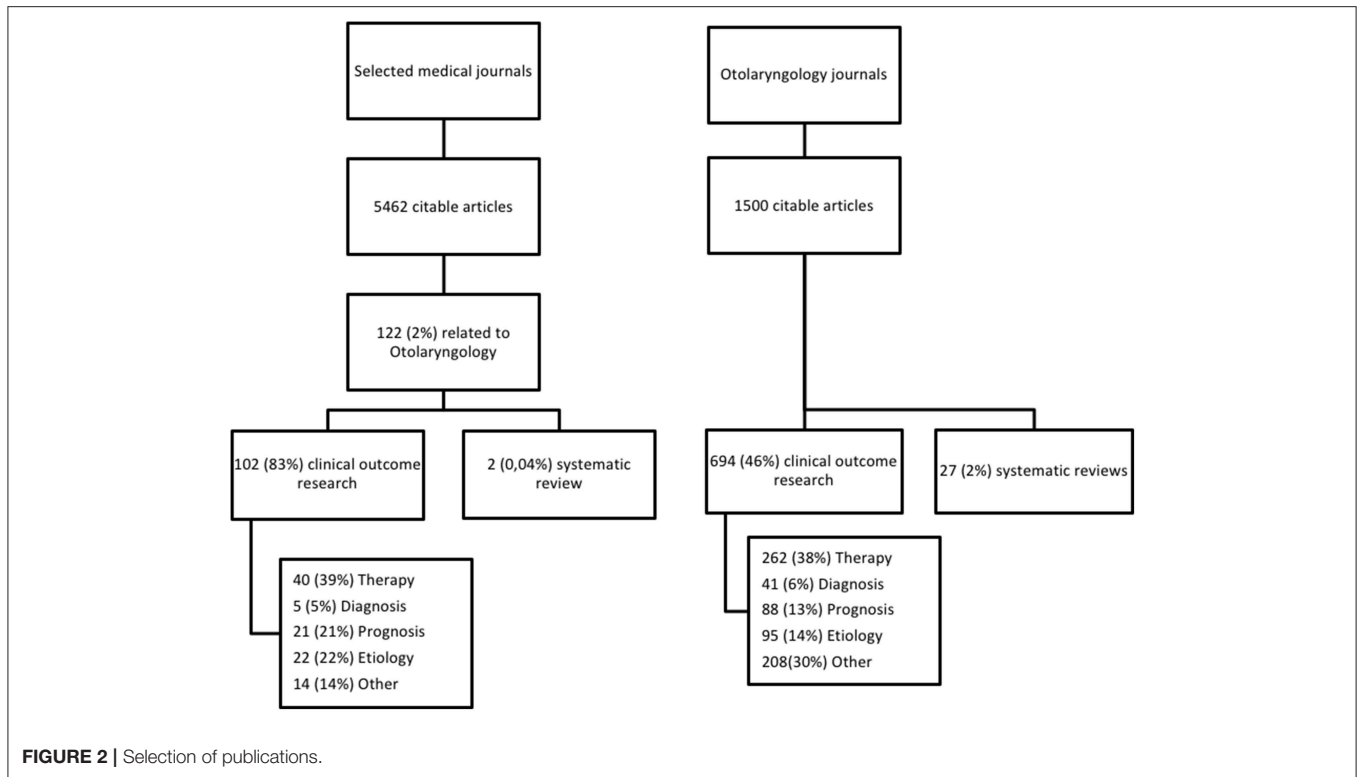 Selected medical journals
5462 citable articles
122 (2%) related to
Otolaryngology
102 (83%) clinical outcome
research
2 (0,04%) systematic
review
40 (39%) Therapy
5 (5%) Diagnosis
21 (21%) Prognosis
22 (22%) Etiology
14 (14%) Other
Otolaryngology journals
1500 citable articles
694 (46%) clinical outcome
research
27 (2%) systematic reviews
262 (38%) Therapy
41 (6%) Diagnosis
88 (13%) Prognosis
95 (14%) Etiology
208(30%) Other
FIGURE 2 | Selection of publications.